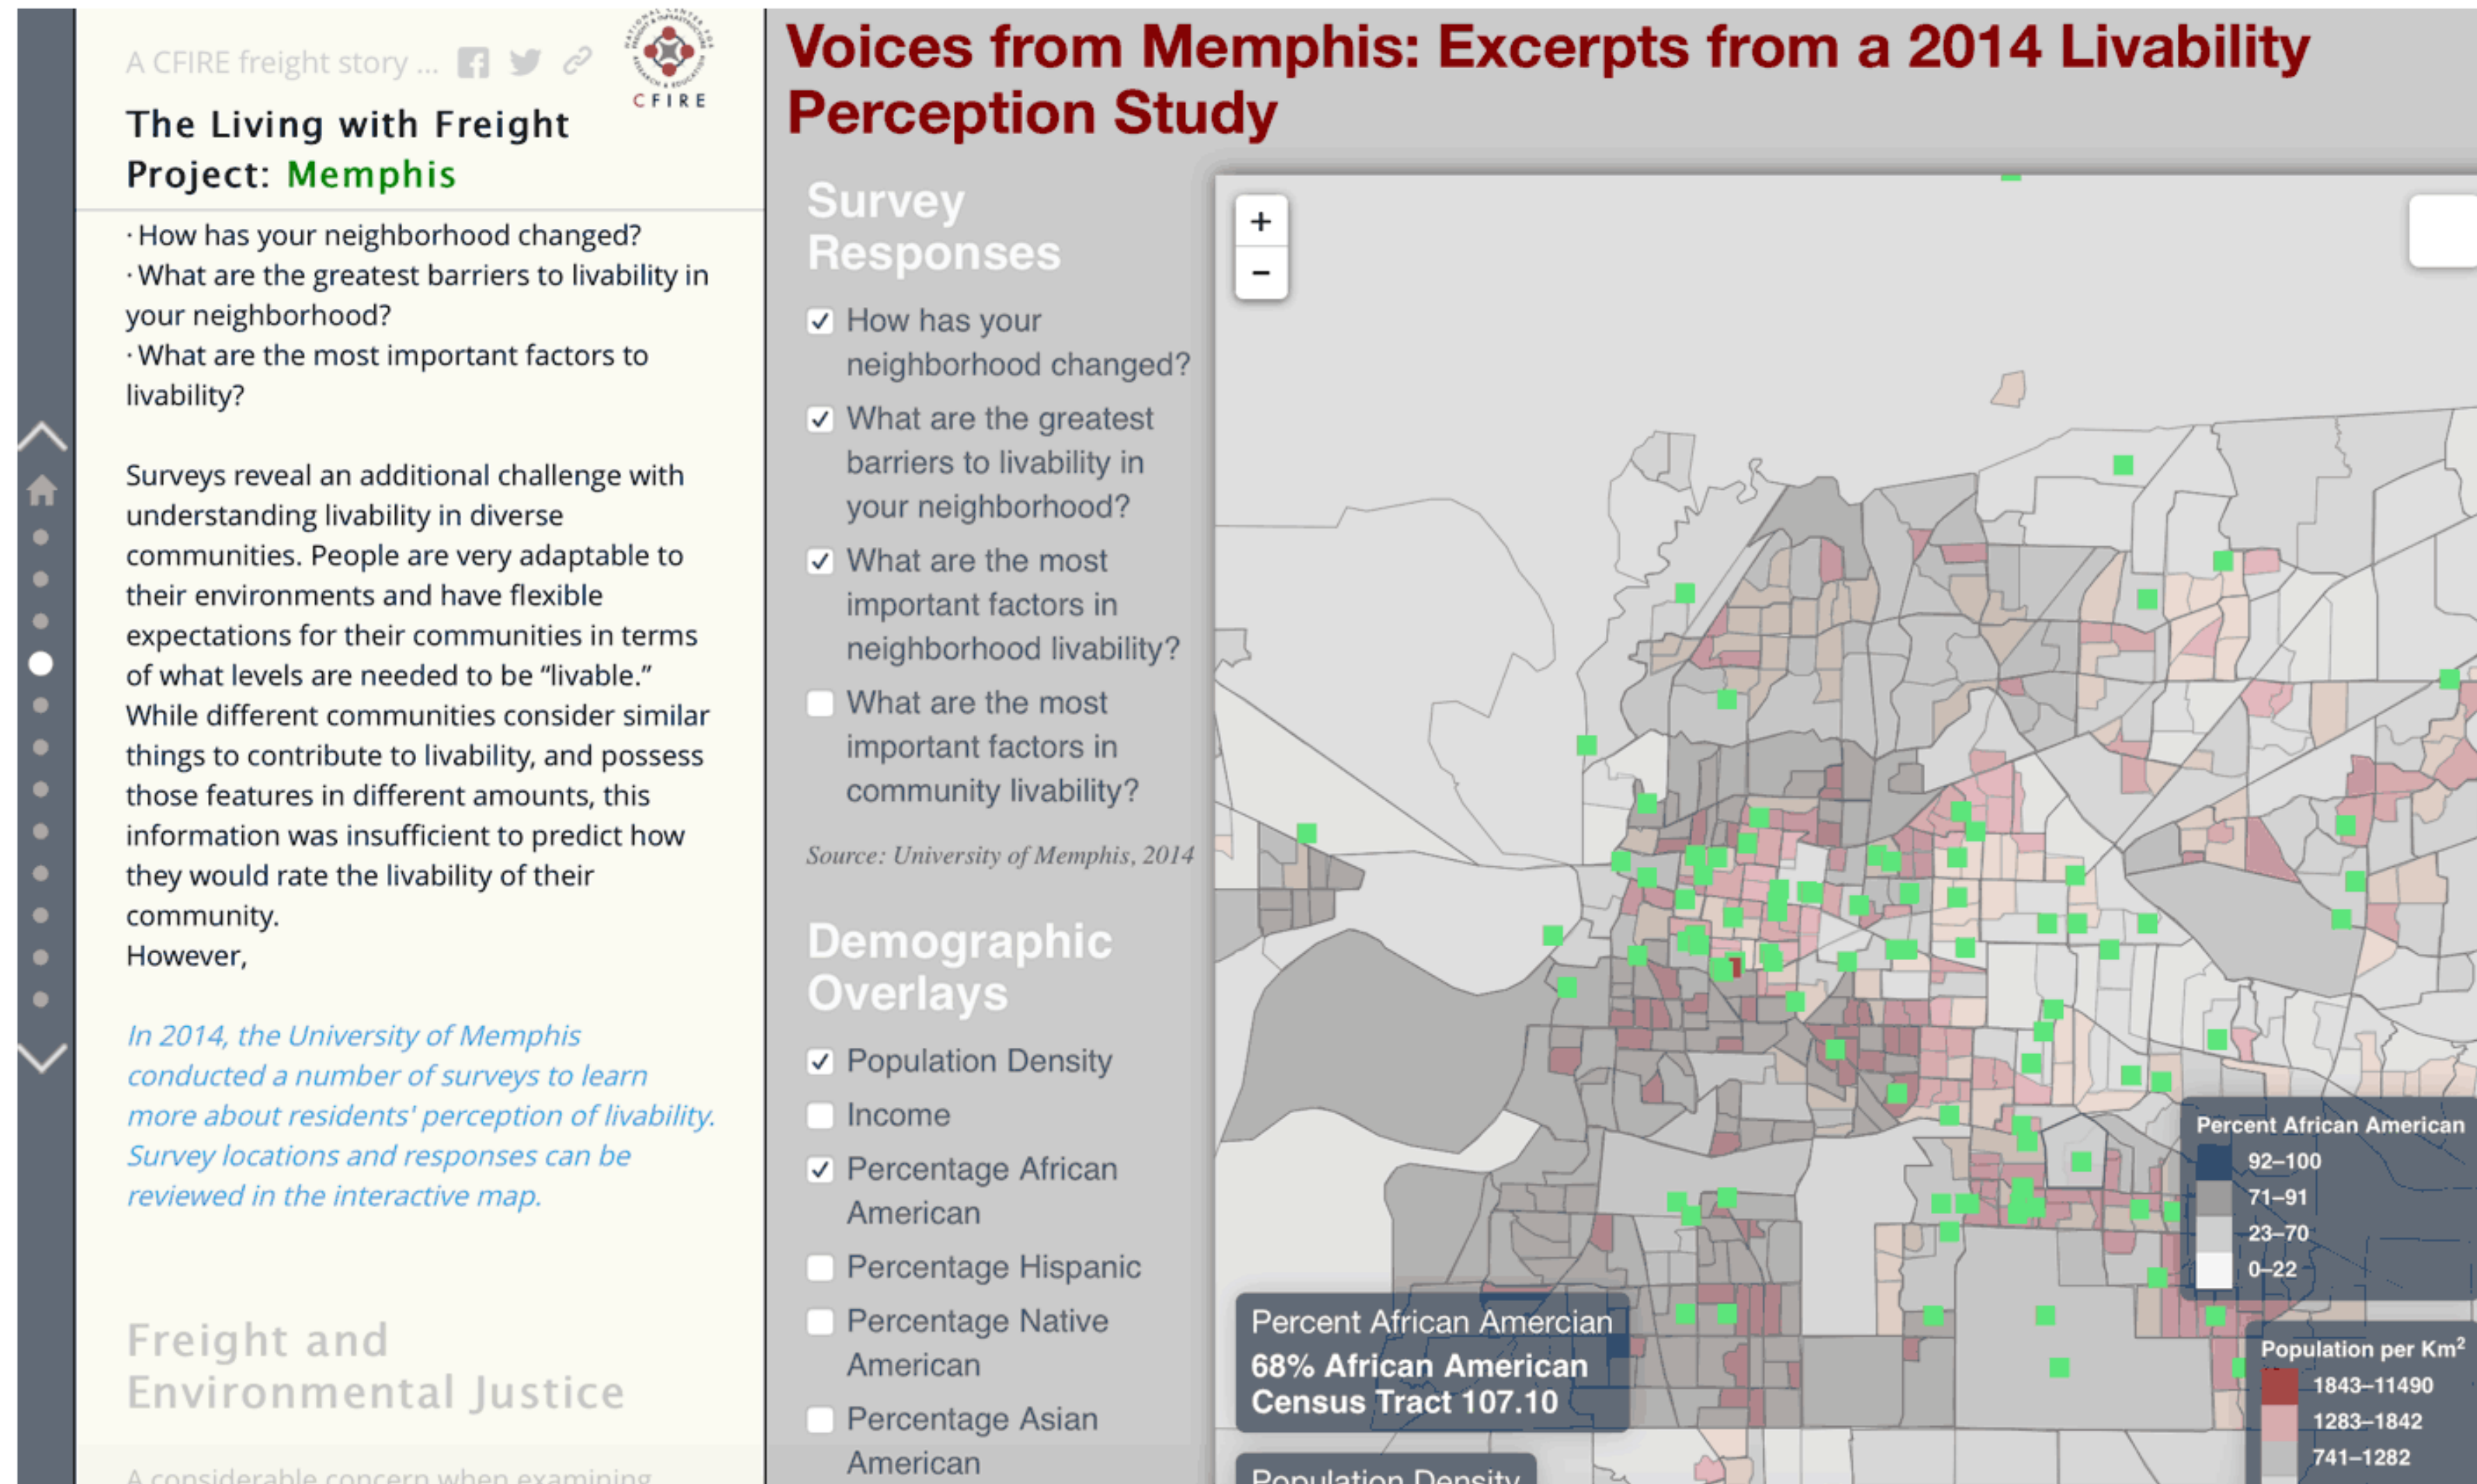 A CFIRE freight story ...
CFIRE
The Living with Freight
Project: Memphis
· How has your neighborhood changed?
· What are the greatest barriers to livability in
your neighborhood?
· What are the most important factors to
livability?
Surveys reveal an additional challenge with
understanding livability in diverse
communities. People are very adaptable to
their environments and have flexible
expectations for their communities in terms
of what levels are needed to be “livable.”
While different communities consider similar
things to contribute to livability, and possess
those features in different amounts, this
information was insufficient to predict how
they would rate the livability of their
community.
However,
In 2014, the University of Memphis
conducted a number of surveys to learn
more about residents' perception of livability.
Survey locations and responses can be
reviewed in the interactive map.
Freight and
Environmental Justice
A considerable concern when examining
Voices from Memphis: Excerpts from a 2014 Livability
Perception Study
Survey
Responses
How has your
neighborhood changed?
What are the greatest
barriers to livability in
your neighborhood?
What are the most
important factors in
neighborhood livability?
What are the most
important factors in
community livability?
Source: University of Memphis, 2014
Demographic
Overlays
Population Density
Income
Percentage African
American
Percentage Hispanic
Percentage Native
American
Percentage Asian
American
+
−
Percent African American
92–100
71–91
23–70
0–22
Percent African Amercian
68% African American
Census Tract 107.10
Population Density
Population per Km²
1843–11490
1283–1842
741–1282